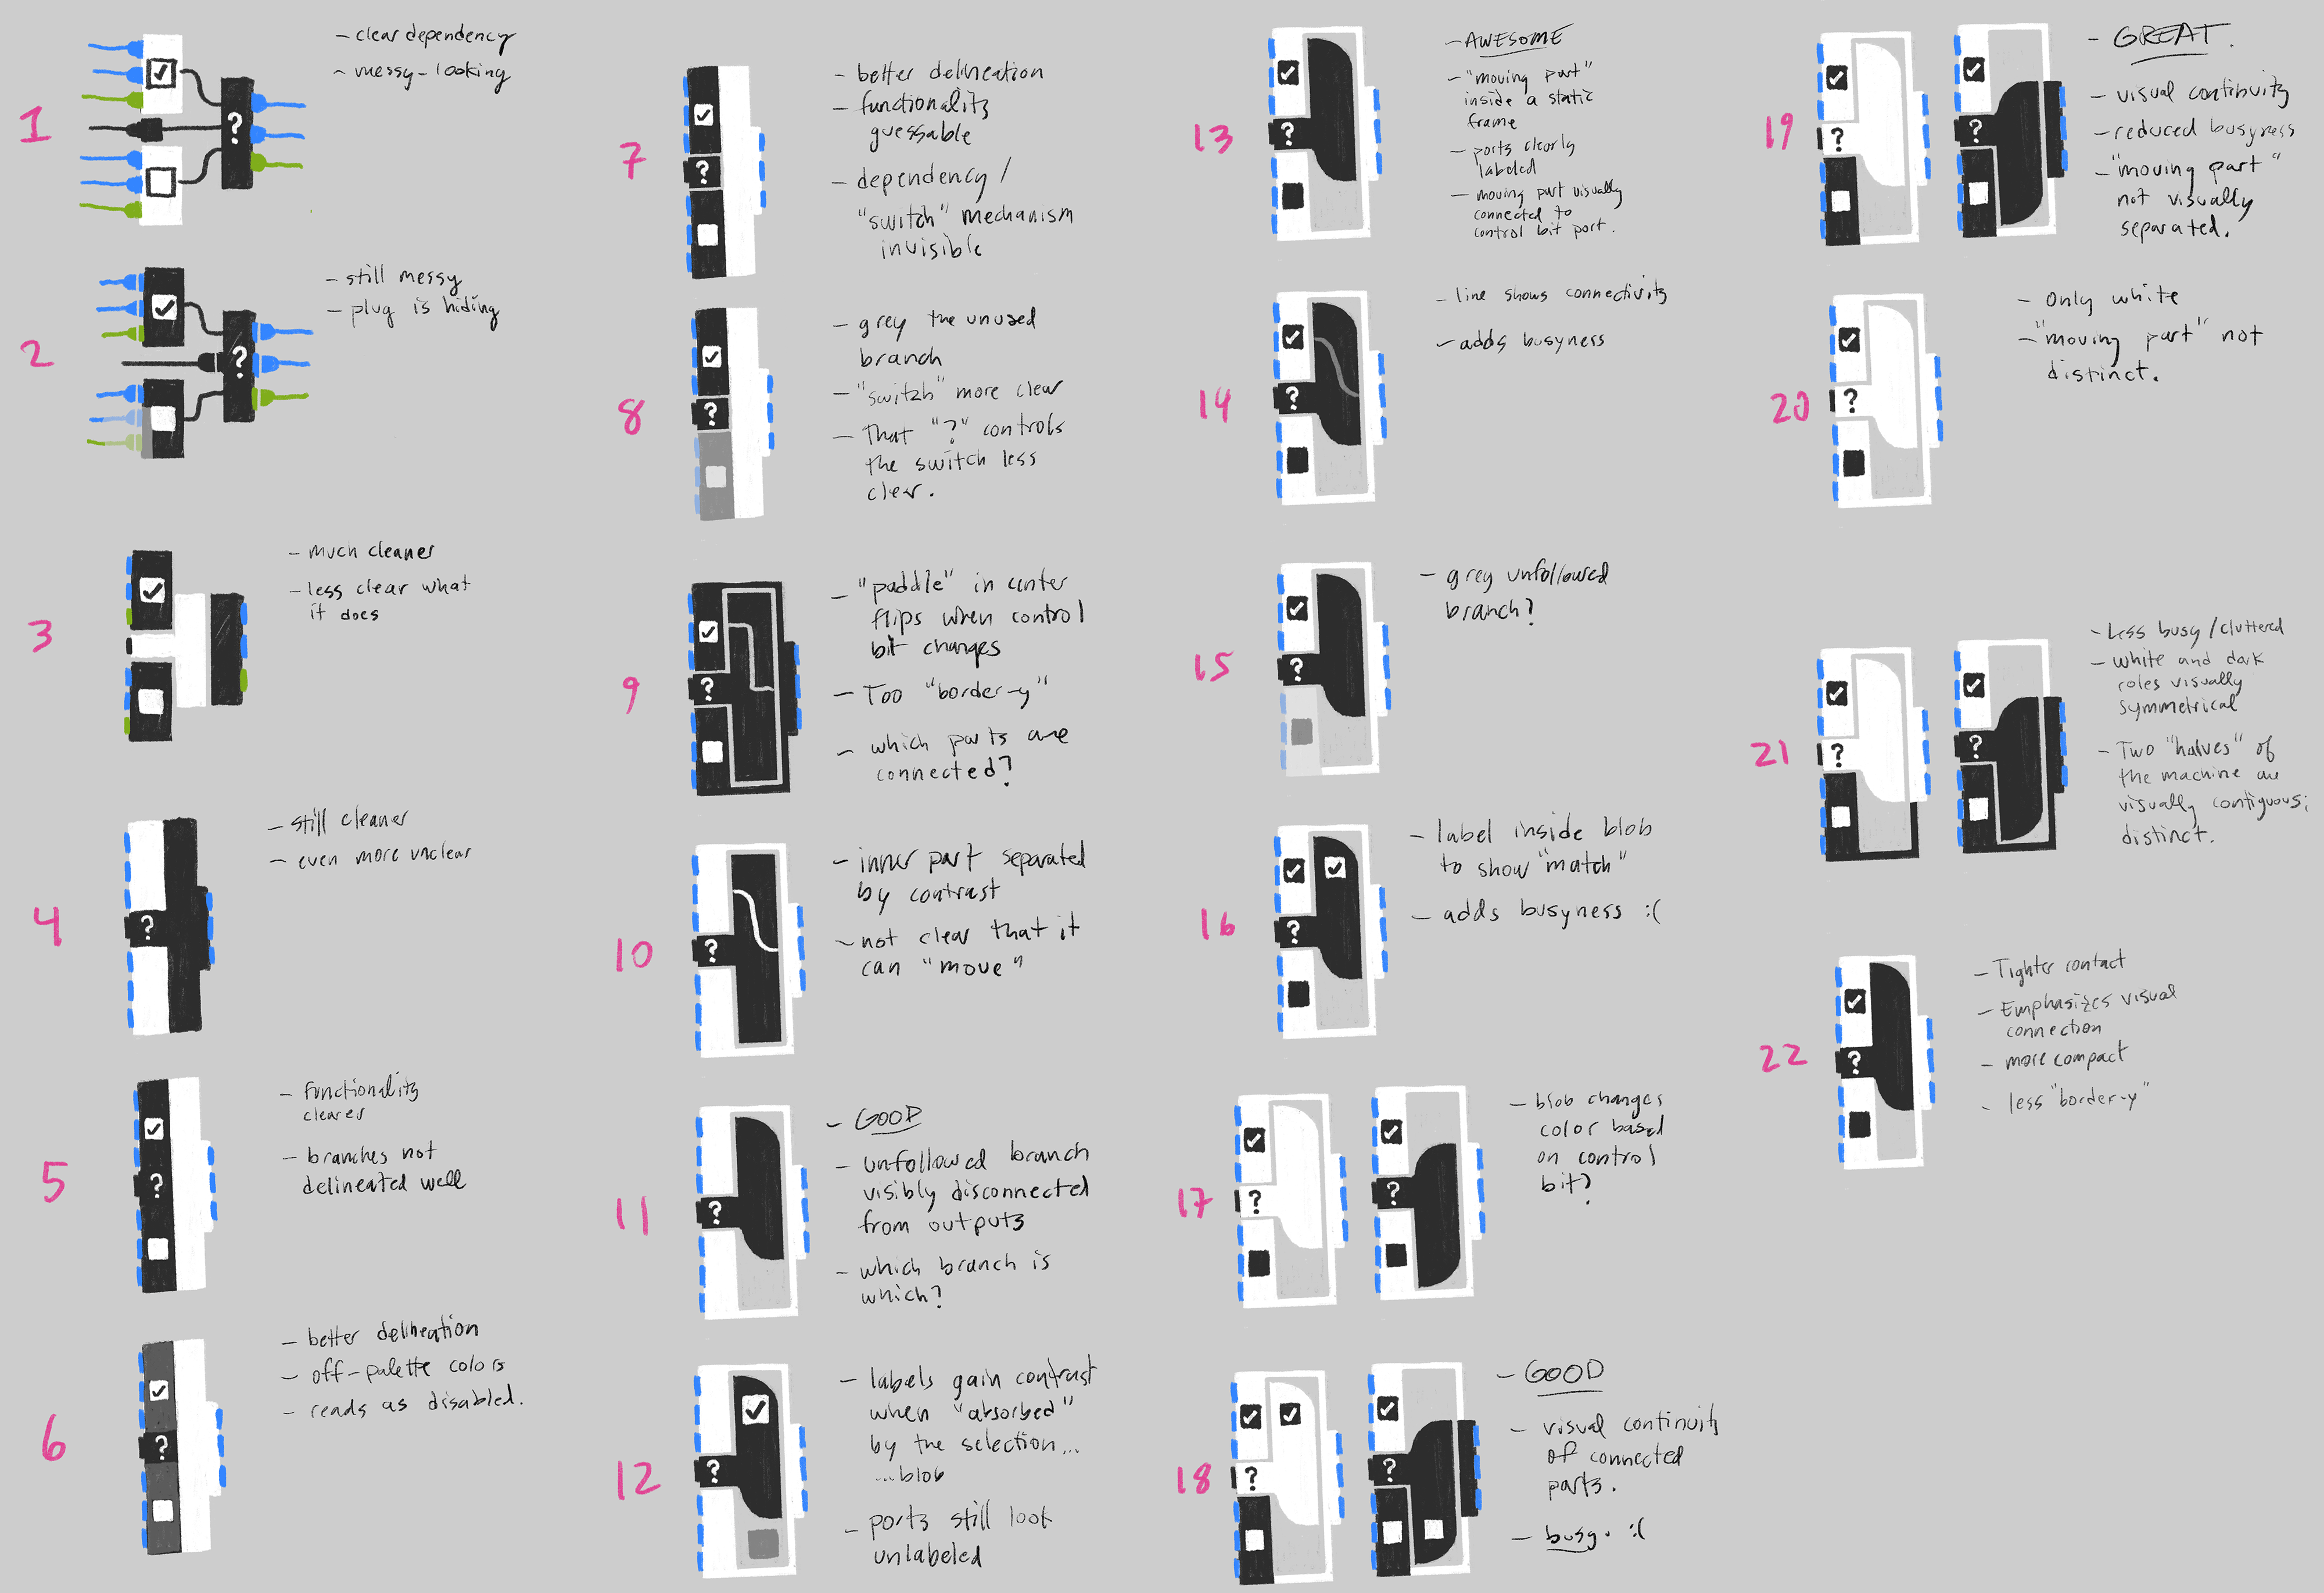 1
- clear dependency
- messy-looking
?
2
- still messy
- plug is hiding
?
3
- much cleaner
- less clear what
it does
4
- still cleaner
- even more unclear
?
5
- functionality
clearer
- branches not
delineated well
?
6
- better delineation
- off-palette colors
- reads as disabled.
?
7
- better delineation
- functionality
guessable
- dependency /
"switch" mechanism
invisible
?
8
- grey the unused
branch
- "switch" more clear
- That "?" controls
the switch less
clear.
?
9
- "paddle" in center
flips when control
bit changes
- Too "border-y"
- which parts are
connected?
?
10
- inner part separated
by contrast
- not clear that it
can "move"
?
11
- GOOD
- unfollowed branch
visibly disconnected
from outputs
- which branch is
which?
?
12
- labels gain contrast
when "absorbed"
by the selection...
...blob
- ports still look
unlabeled
?
13
- AWESOME
- "moving part"
inside a static
frame
- ports clearly
labeled
- moving part visually
connected to
control bit port.
?
14
- line shows connectivity
- adds busyness
?
15
- grey unfollowed
branch?
?
16
- label inside blob
to show "match"
- adds busyness :(
?
17
- blob changes
color based
on control
bit?
?
?
18
- GOOD
- visual continuity
of connected
parts.
- busy. :(
?
?
19
- GREAT.
- visual continuity
- reduced busyness
- "moving part"
not visually
separated.
?
?
20
- Only white
- "moving part" not
distinct.
?
21
- Less busy / cluttered
- white and dark
roles visually
symmetrical
- Two "halves" of
the machine are
visually contiguous;
distinct.
?
?
22
- Tighter contact
- Emphasizes visual
connection
- more compact
- less "border-y"
?